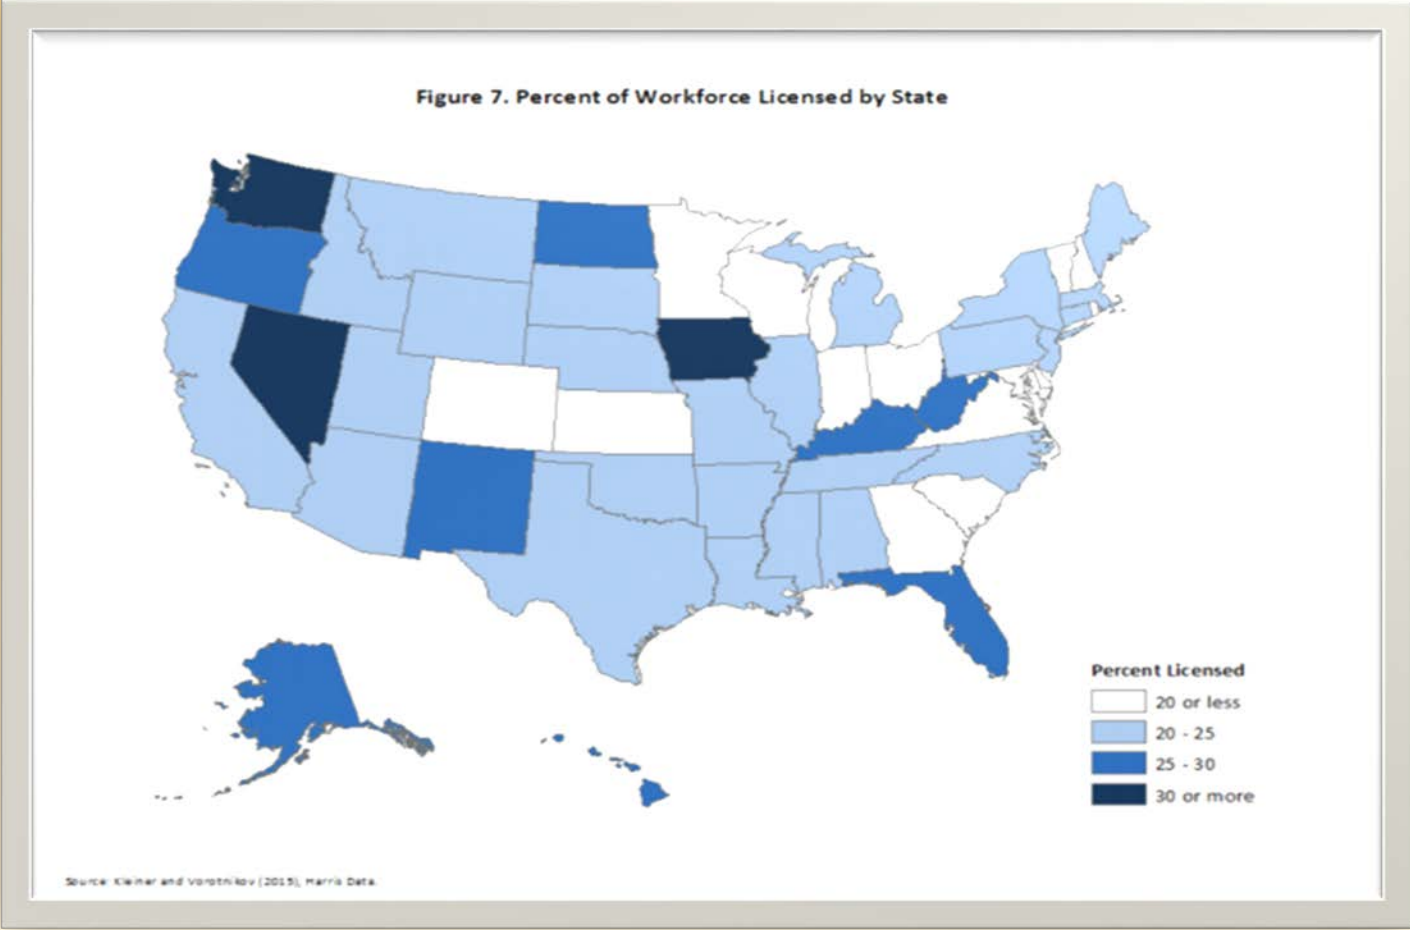 Figure 7. Percent of Workforce Licensed by State
Percent Licensed
20 or less
20 - 25
25 - 30
30 or more
Source: Kleiner and Vorotnikov (2015), Harris Data.